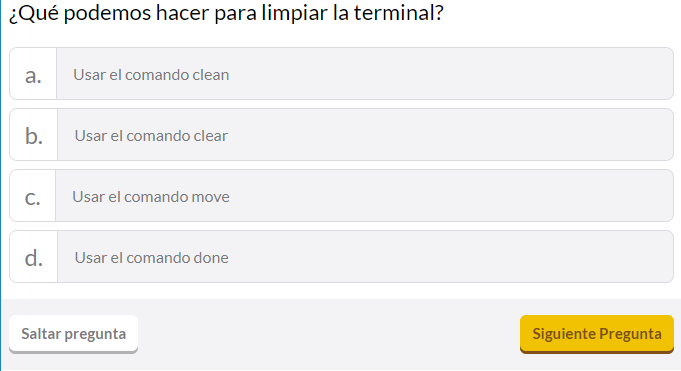 ¿Qué podemos hacer para limpiar la terminal?
a. Usar el comando clean
b. Usar el comando clear
c. Usar el comando move
d. Usar el comando done
Saltar pregunta Siguiente Pregunta